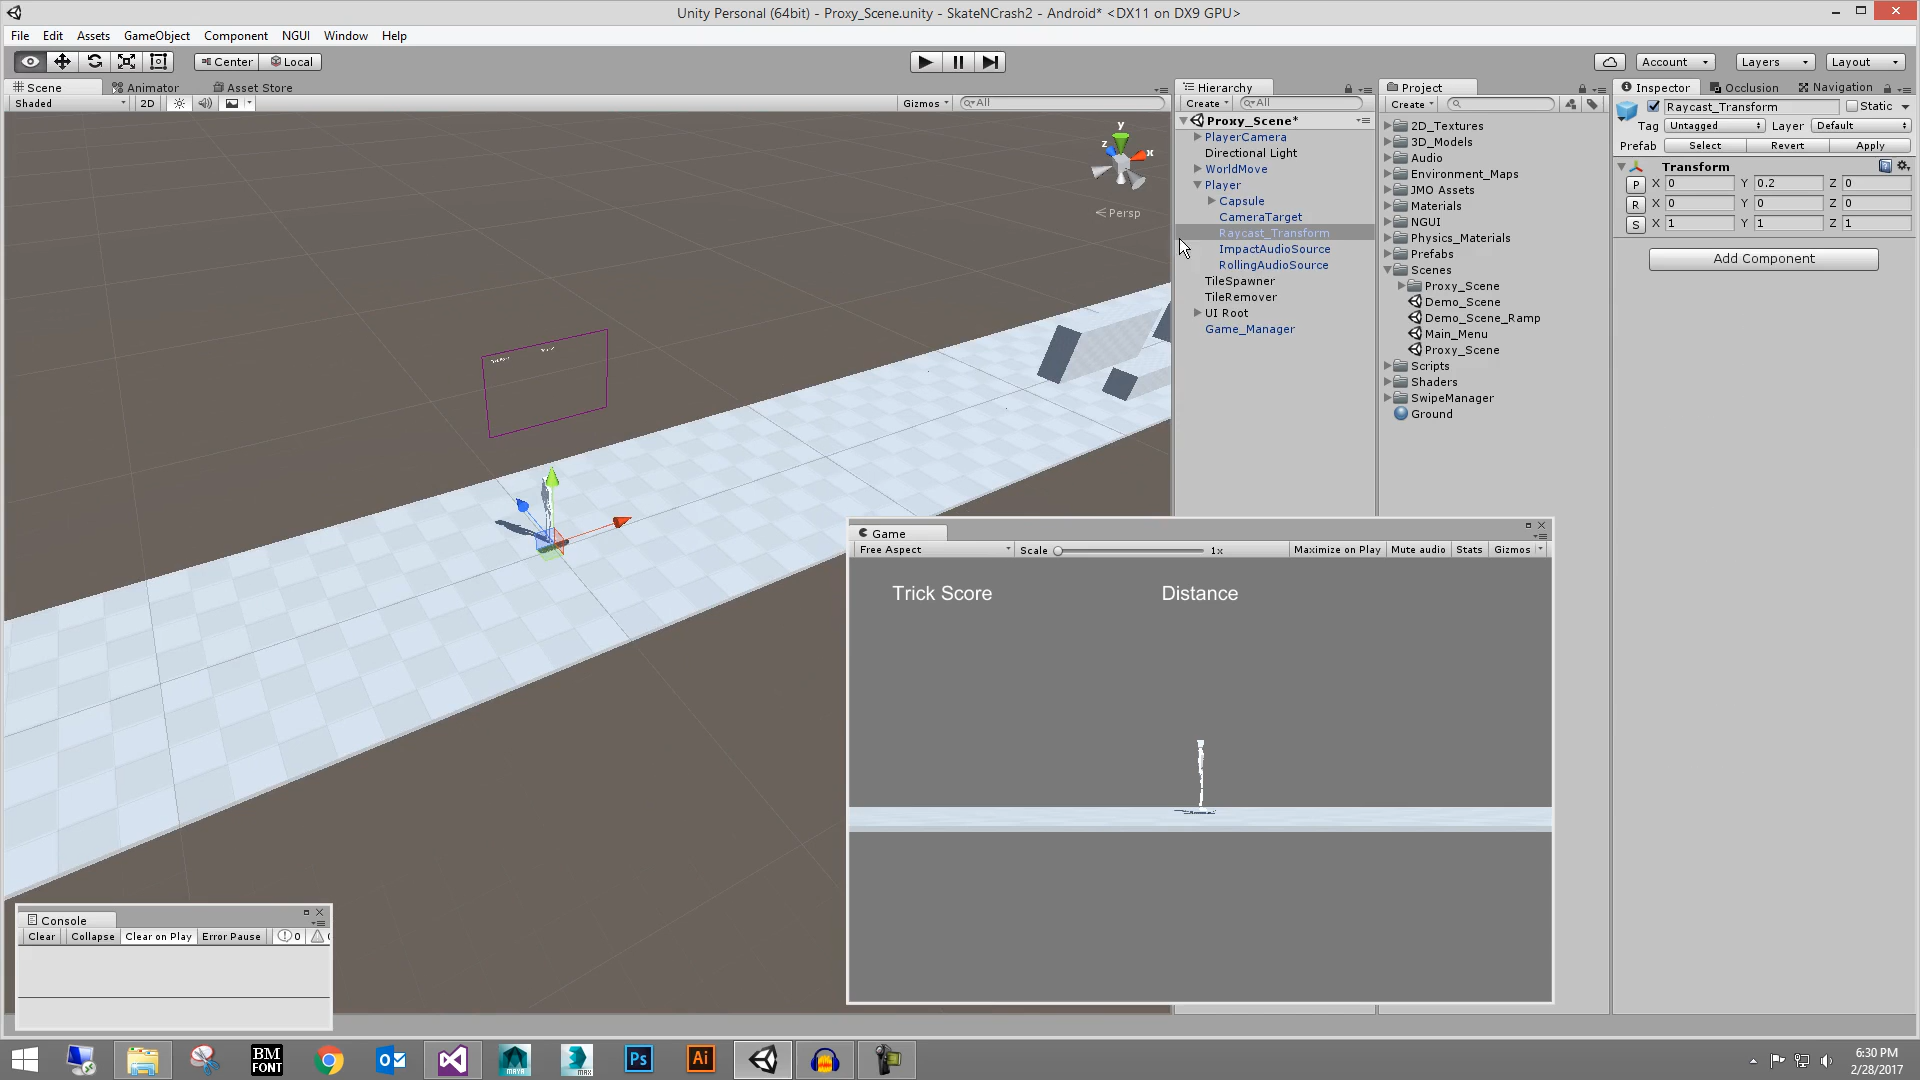 Unity Personal (64bit) - Proxy_Scene.unity - SkateNCrash2 - Android* <DX11 on DX9 GPU>
File Edit Assets GameObject Component NGUI Window Help
Center Local Account Layers Layout
Scene Animator Asset Store
Shaded 2D Gizmos All
y
z x
Persp
Hierarchy
Create All
Proxy_Scene*
PlayerCamera
Directional Light
WorldMove
Player
Capsule
CameraTarget
Raycast_Transform
ImpactAudioSource
RollingAudioSource
TileSpawner
TileRemover
UI Root
Game_Manager
Project
Create
2D_Textures
3D_Models
Audio
Environment_Maps
JMO Assets
Materials
NGUI
Physics_Materials
Prefabs
Scenes
Proxy_Scene
Demo_Scene
Demo_Scene_Ramp
Main_Menu
Proxy_Scene
Scripts
Shaders
SwipeManager
Ground
Inspector Occlusion Navigation
Raycast_Transform Static
Tag Untagged Layer Default
Prefab Select Revert Apply
Transform
P X 0 Y 0.2 Z 0
R X 0 Y 0 Z 0
S X 1 Y 1 Z 1
Add Component
Game
Free Aspect Scale 1x Maximize on Play Mute audio Stats Gizmos
Trick Score Distance
Console
Clear Collapse Clear on Play Error Pause 0
BM
FONT
MAYA
MAX
Ps
Ai
6:30 PM
2/28/2017